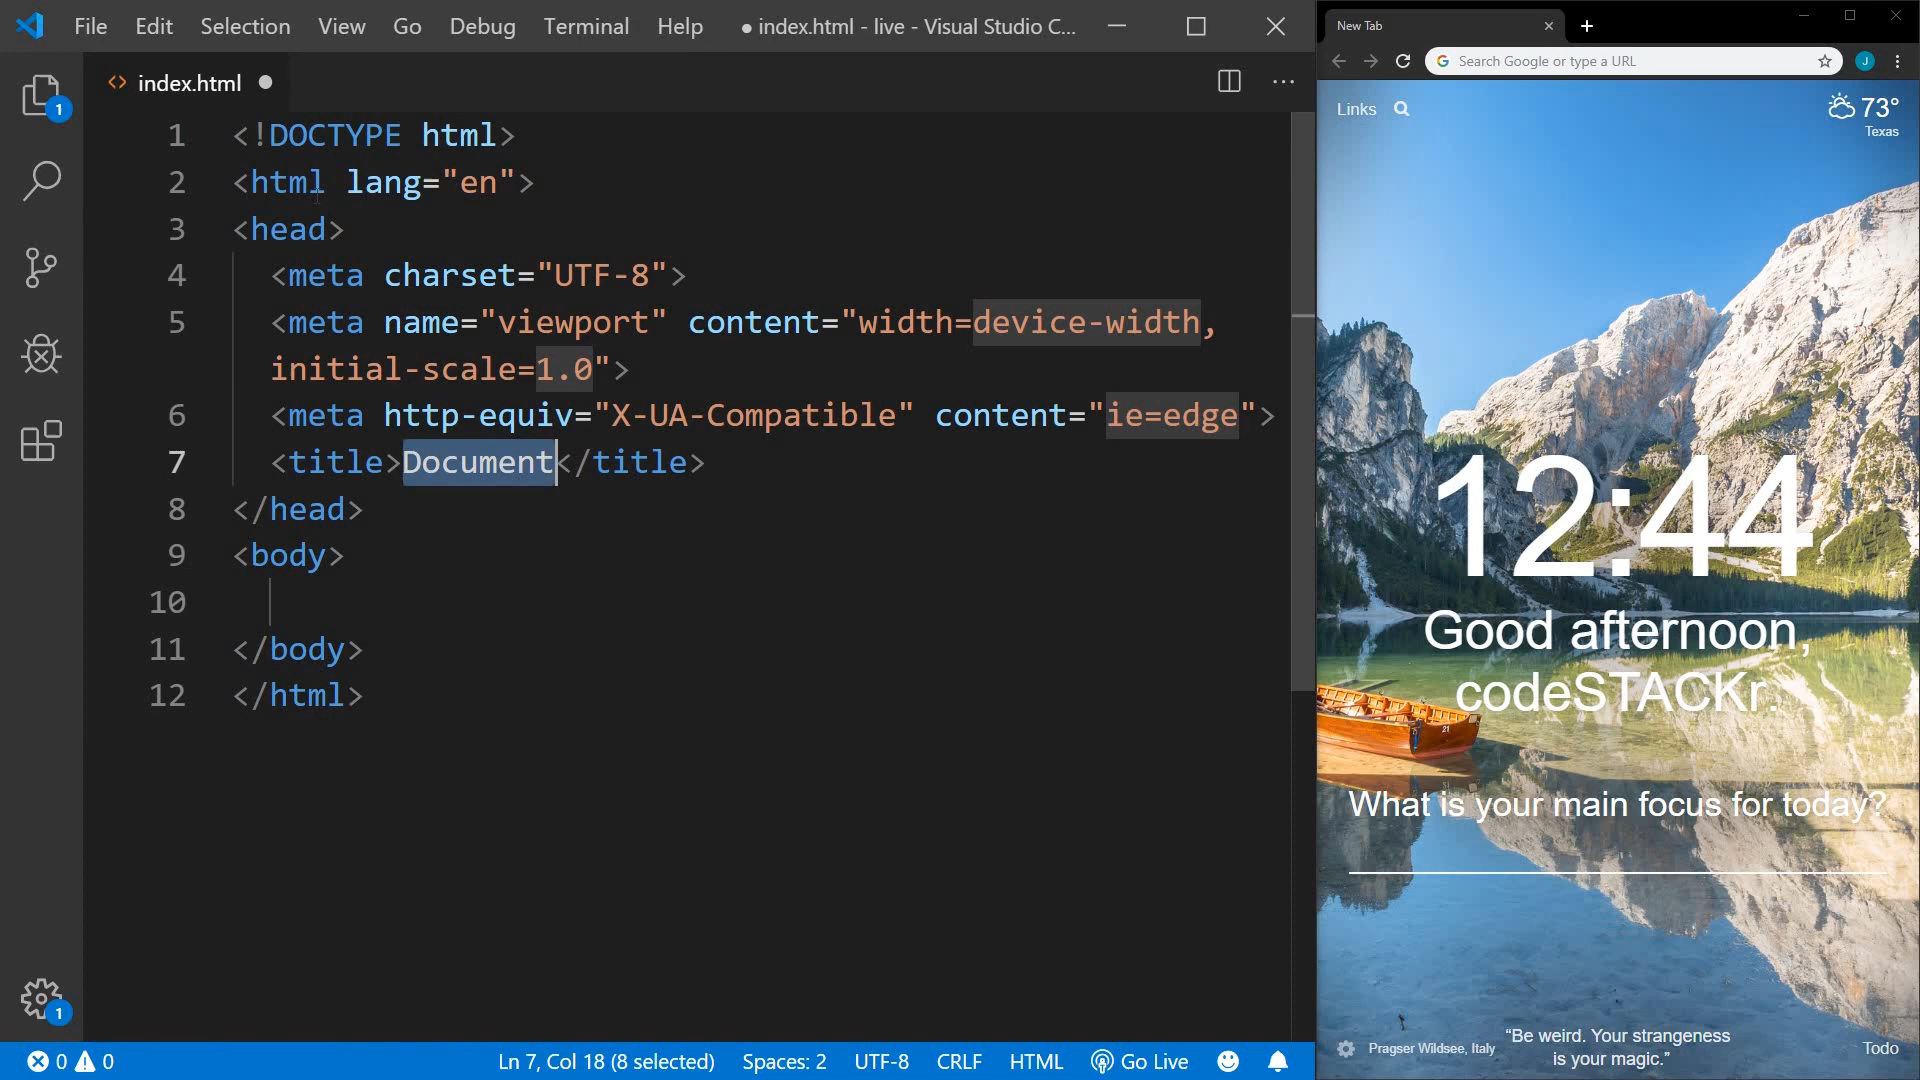 File Edit Selection View Go Debug Terminal Help ● index.html - live - Visual Studio C...
index.html
1 <!DOCTYPE html>
2 <html lang="en">
3 <head>
4 <meta charset="UTF-8">
5 <meta name="viewport" content="width=device-width,
initial-scale=1.0">
6 <meta http-equiv="X-UA-Compatible" content="ie=edge">
7 <title>Document</title>
8 </head>
9 <body>
10
11 </body>
12 </html>
1
1
0 0 Ln 7, Col 18 (8 selected) Spaces: 2 UTF-8 CRLF HTML Go Live
New Tab
Search Google or type a URL J
Links 73°
Texas
12:44
Good afternoon,
codeSTACKr.
21
What is your main focus for today?
Pragser Wildsee, Italy
“Be weird. Your strangeness
is your magic.”
Todo